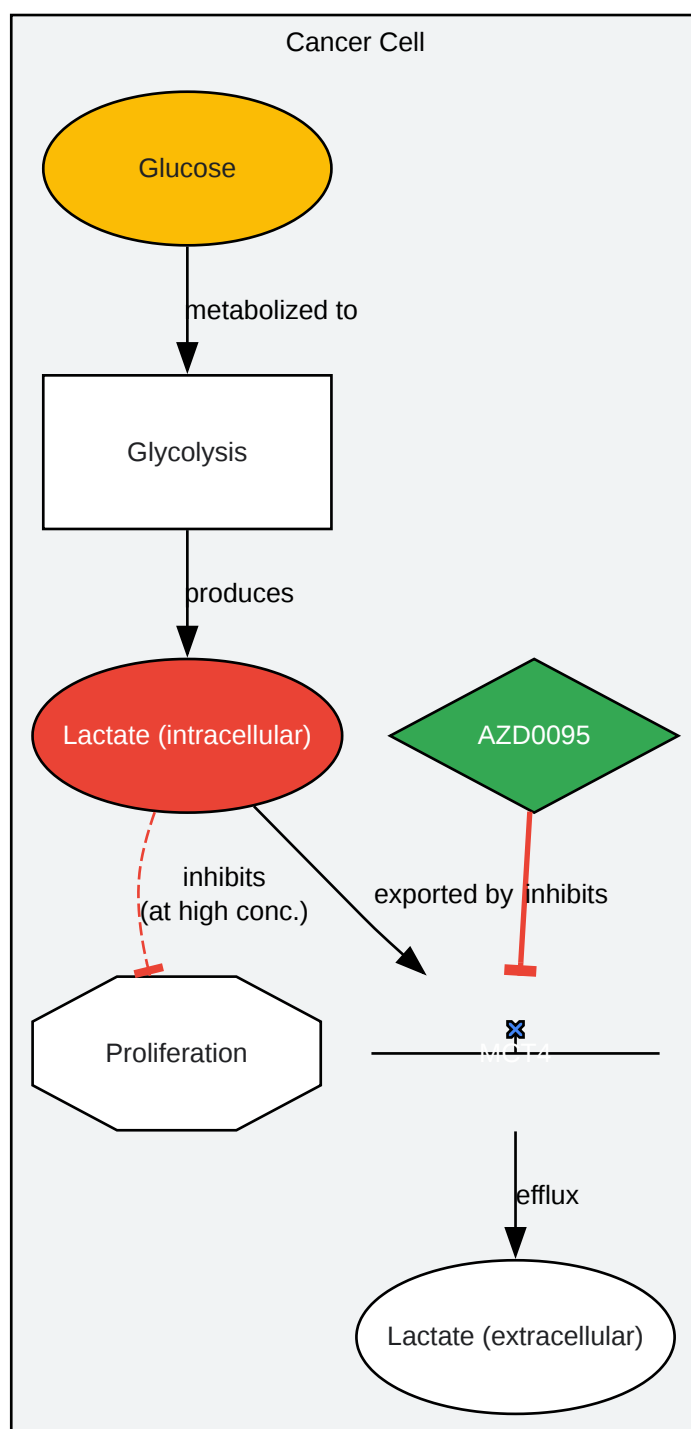 Cancer Cell
Glucose
metabolized to
Glycolysis
produces
Lactate (intracellular)
AZD0095
inhibits
(at high conc.)
exported by
inhibits
Proliferation
MCT4
efflux
Lactate (extracellular)